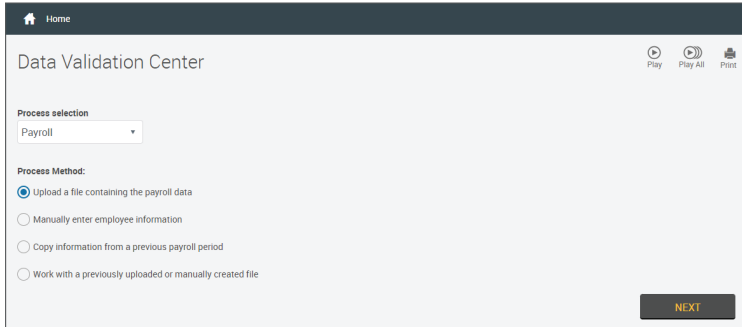 Home
Data Validation Center
Play
Play All
Print
Process selection
Payroll
Process Method:
Upload a file containing the payroll data
Manually enter employee information
Copy information from a previous payroll period
Work with a previously uploaded or manually created file
NEXT